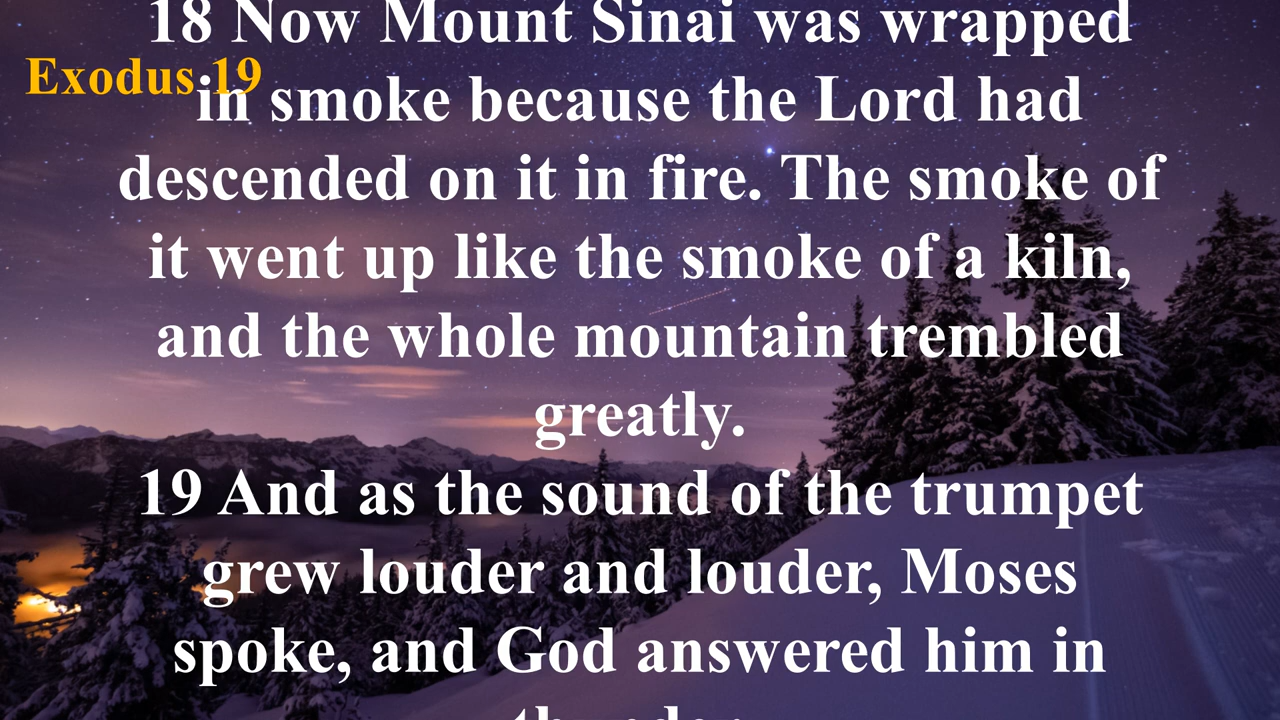 18 Now Mount Sinai was wrapped
Exodus 19
in smoke because the Lord had
descended on it in fire. The smoke of
it went up like the smoke of a kiln,
and the whole mountain trembled
greatly.
19 And as the sound of the trumpet
grew louder and louder, Moses
spoke, and God answered him in